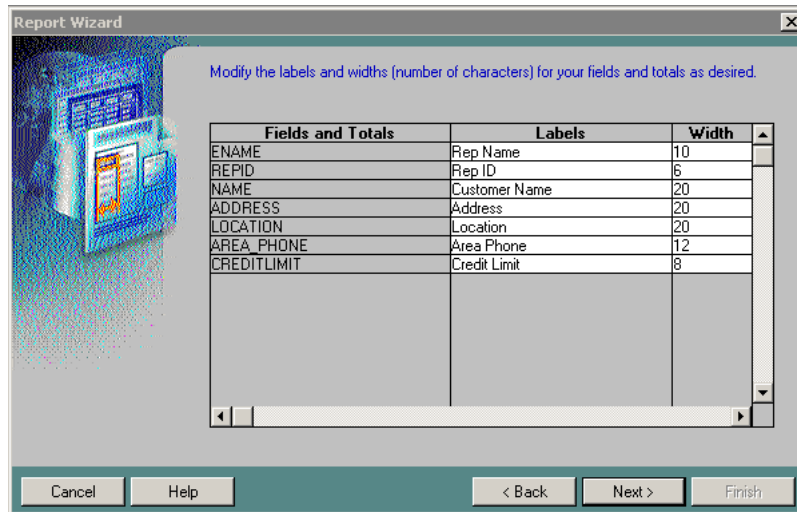 Report Wizard
Modify the labels and widths (number of characters) for your fields and totals as desired.
Fields and Totals Labels Width
ENAME Rep Name 10
REPID Rep ID 6
NAME Customer Name 20
ADDRESS Address 20
LOCATION Location 20
AREA_PHONE Area Phone 12
CREDITLIMIT Credit Limit 8
Cancel Help < Back Next > Finish